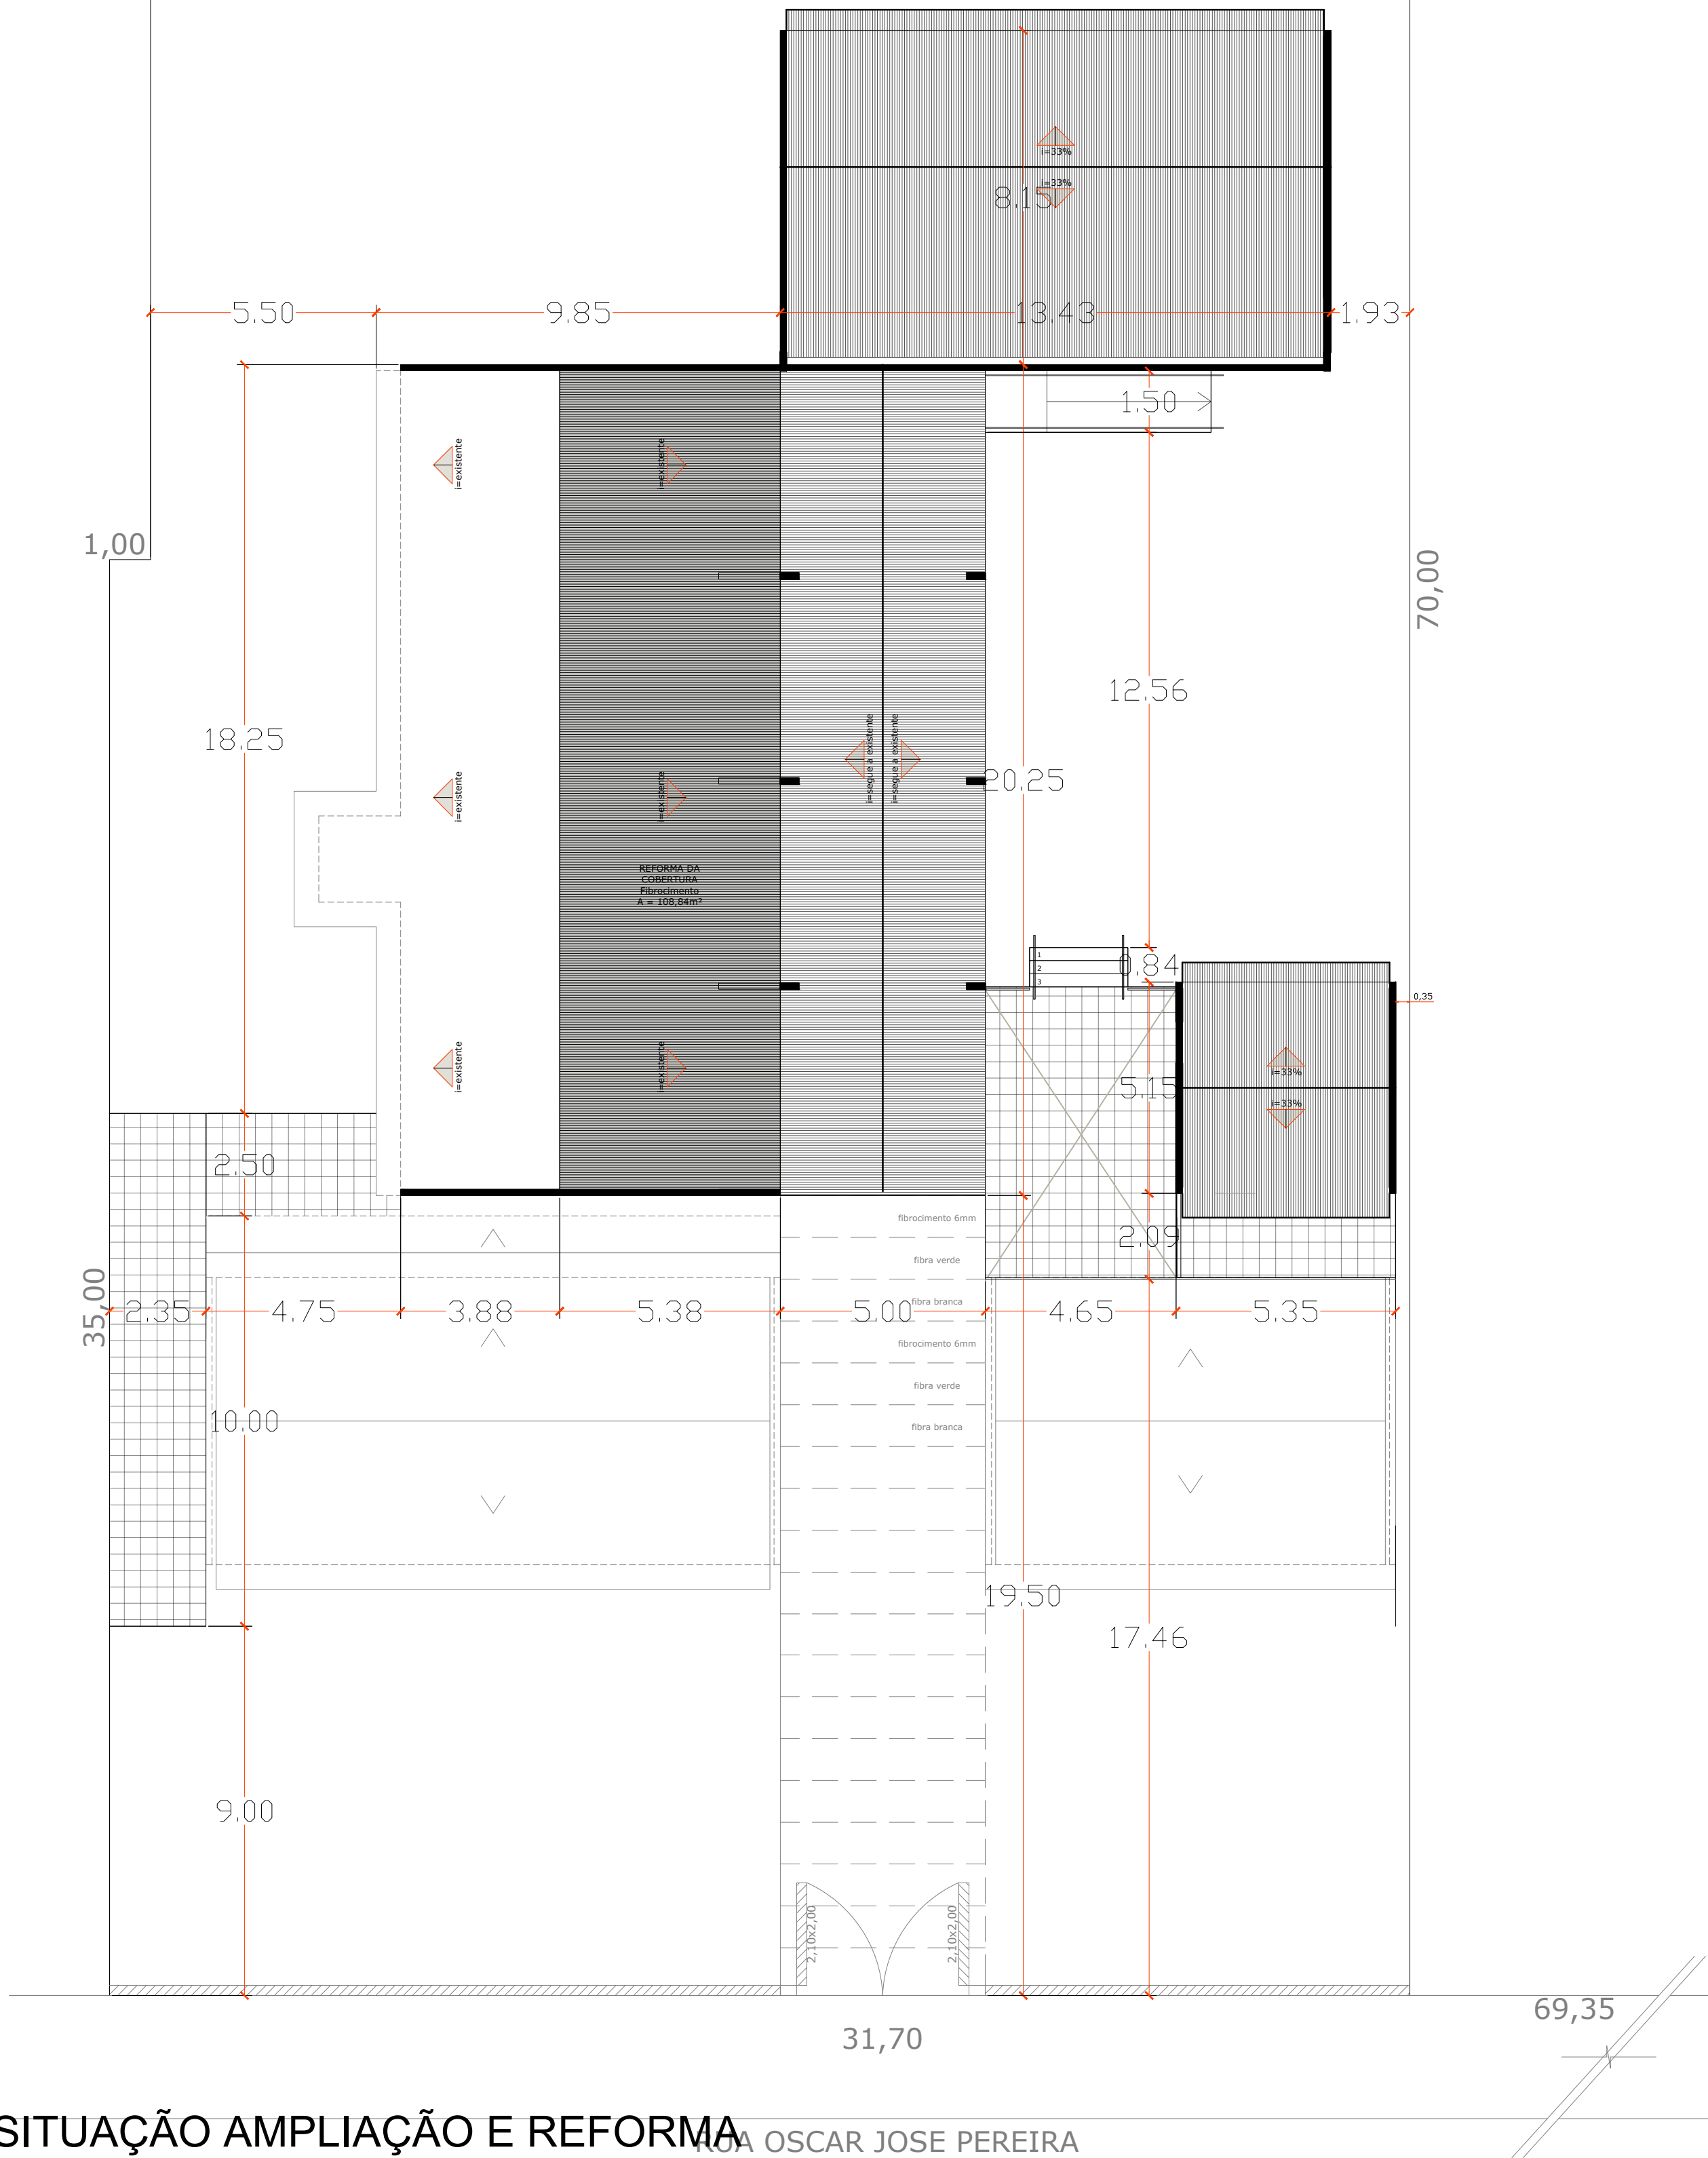 i=33%
i=33%
8.15
5.50
9.85
13.43
1.93
1.50
i=existente
i=existente
1,00
70,00
12.56
18.25
i=existente
i=existente
i=segue a existente
i=segue a existente
20.25
REFORMA DA
COBERTURA
Fibrocimento
A = 108,84m²
1
2
3
0.84
0,35
i=existente
i=existente
i=33%
i=33%
5.15
2.50
fibrocimento 6mm
2.09
fibra verde
35,00
2.35
4.75
3.88
5.38
5.00
fibra branca
4.65
5.35
fibrocimento 6mm
fibra verde
10.00
fibra branca
19.50
17.46
9.00
2,10x2,00
2,10x2,00
69,35
31,70
SITUAÇÃO AMPLIAÇÃO E REFORMA
RUA OSCAR JOSE PEREIRA